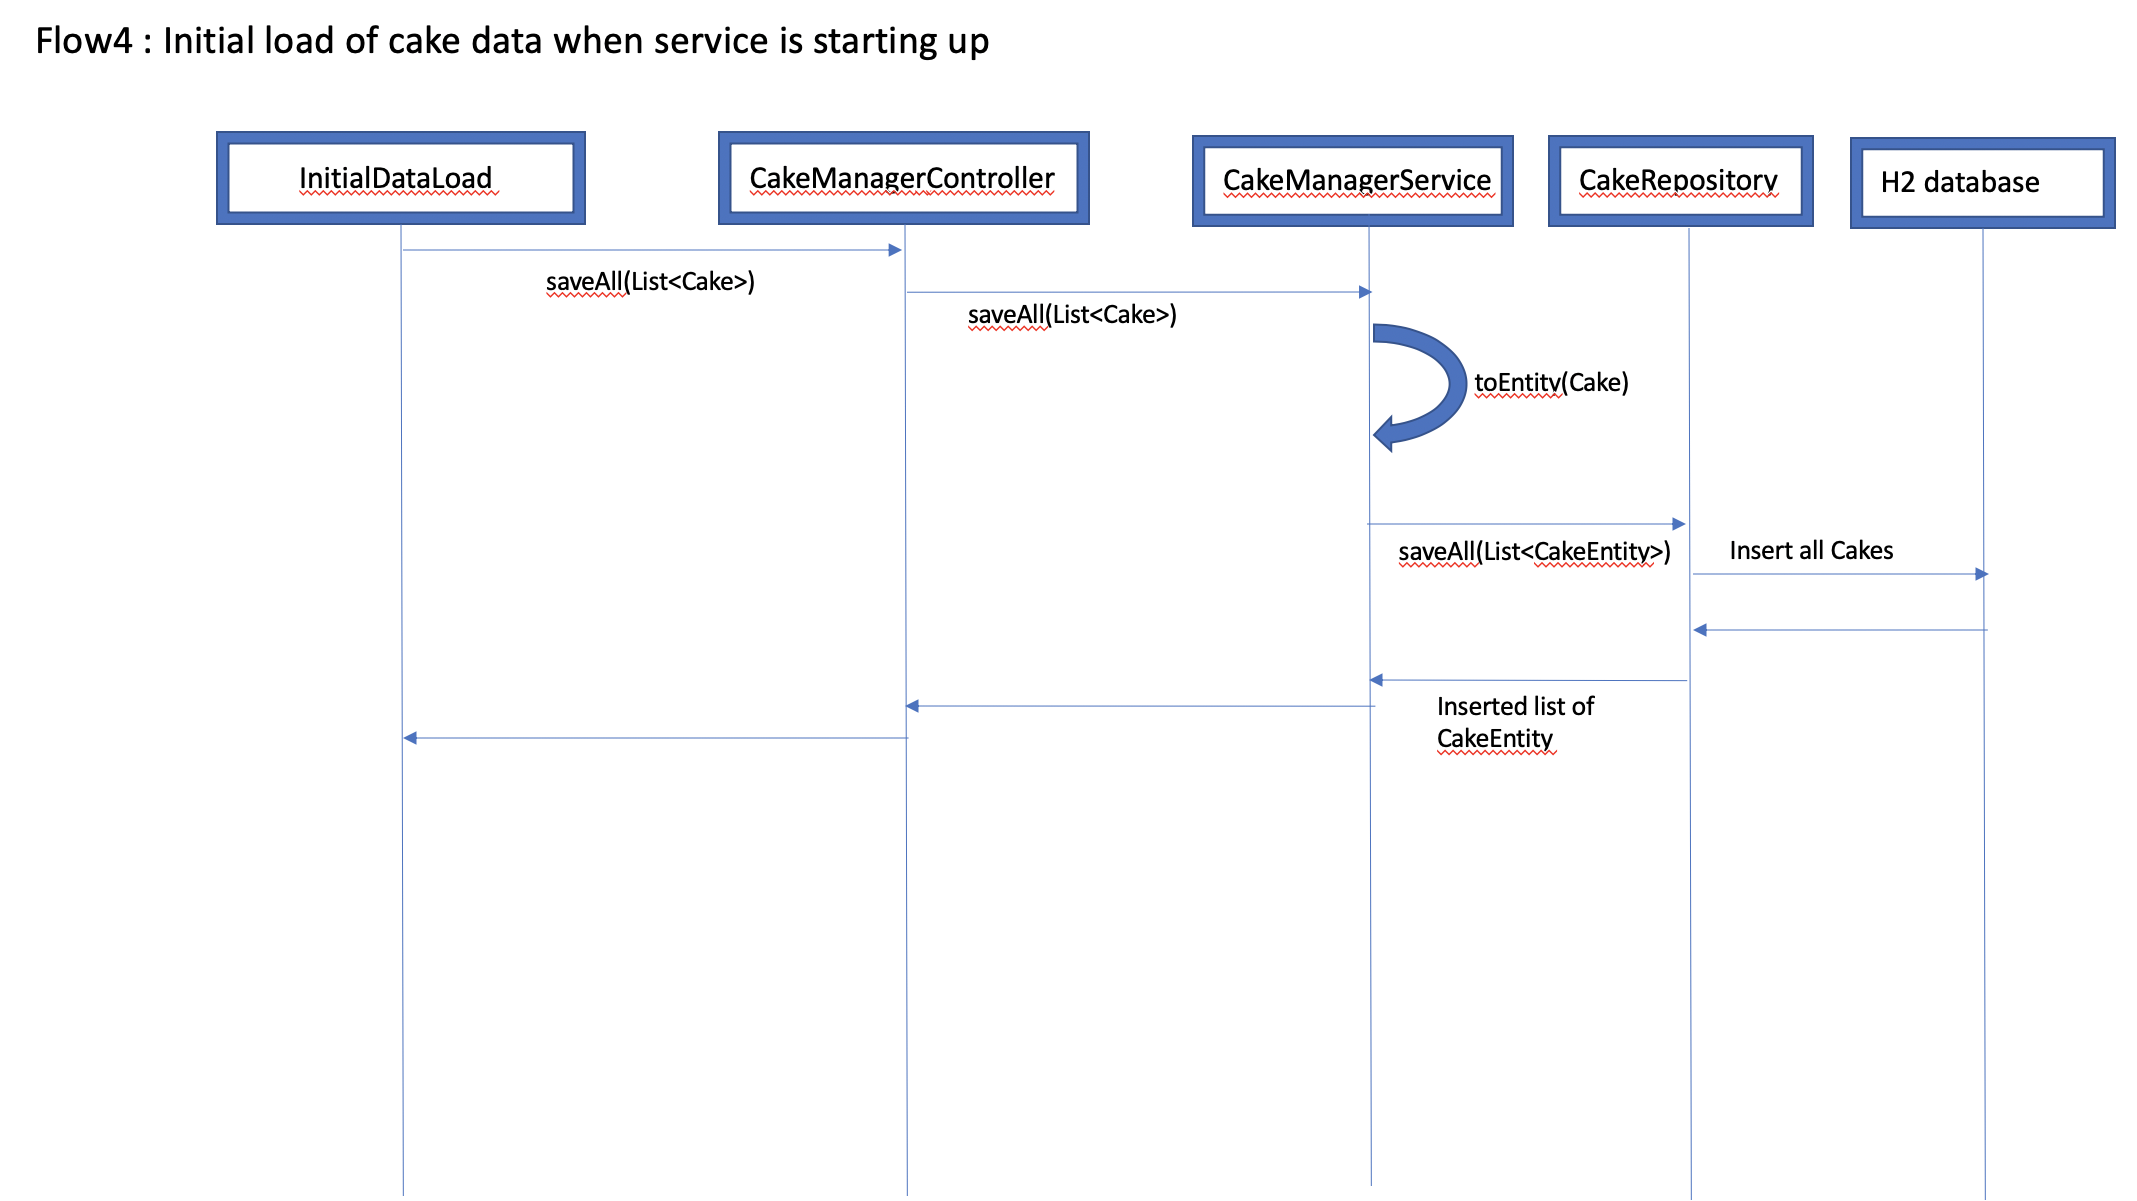 Flow4 : Initial load of cake data when service is starting up
InitialDataLoad
CakeManagerController
CakeManagerService
CakeRepository
H2 database
saveAll(List<Cake>)
saveAll(List<Cake>)
toEntity(Cake)
saveAll(List<CakeEntity>)
Insert all Cakes
Inserted list of
CakeEntity